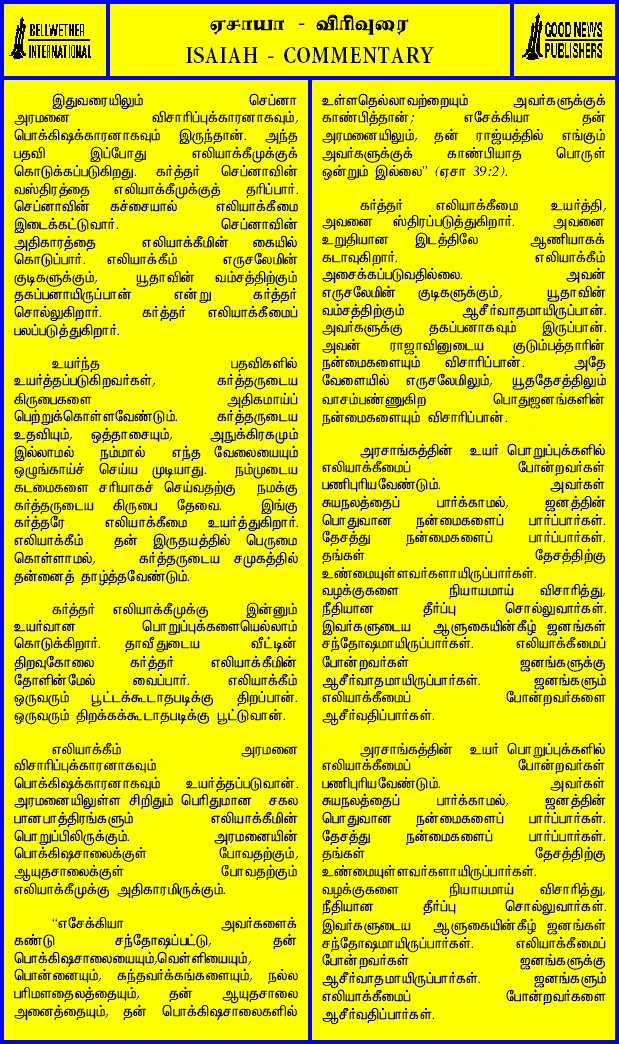 BELLWETHER
INTERNATIONAL
ஏசாயா - விரிவுரை
ISAIAH - COMMENTARY
GOOD NEWS
PUBLISHERS
இதுவரையிலும் செப்னா
அரமனை விசாரிப்புக்காரனாகவும்,
பொக்கிஷக்காரனாகவும் இருந்தான். அந்த
பதவி இப்போது எலியாக்கீமுக்குக்
கொடுக்கப்படுகிறது. கர்த்தர் செப்னாவின்
வஸ்திரத்தை எலியாக்கீமுக்குத் தரிப்பார்.
செப்னாவின் கச்சையால் எலியாக்கீமை
இடைக்கட்டுவார். செப்னாவின்
அதிகாரத்தை எலியாக்கீமின் கையில்
கொடுப்பார். எலியாக்கீம் எருசலேமின்
குடிகளுக்கும், யூதாவின் வம்சத்திற்கும்
தகப்பனாயிருப்பான் என்று கர்த்தர்
சொல்லுகிறார். கர்த்தர் எலியாக்கீமைப்
பலப்படுத்துகிறார்.
உயர்ந்த பதவிகளில்
உயர்த்தப்படுகிறவர்கள், கர்த்தருடைய
கிருபைகளை அதிகமாய்ப்
பெற்றுக்கொள்ளவேண்டும். கர்த்தருடைய
உதவியும், ஒத்தாசையும், அநுக்கிரகமும்
இல்லாமல் நம்மால் எந்த வேலையையும்
ஒழுங்காய்ச் செய்ய முடியாது. நம்முடைய
கடமைகளை சரியாகச் செய்வதற்கு நமக்கு
கர்த்தருடைய கிருபை தேவை. இங்கு
கர்த்தரே எலியாக்கீமை உயர்த்துகிறார்.
எலியாக்கீம் தன் இருதயத்தில் பெருமை
கொள்ளாமல், கர்த்தருடைய சமுகத்தில்
தன்னைத் தாழ்த்தவேண்டும்.
கர்த்தர் எலியாக்கீமுக்கு இன்னும்
உயர்வான பொறுப்புக்களையெல்லாம்
கொடுக்கிறார். தாவீதுடைய வீட்டின்
திறவுகோலை கர்த்தர் எலியாக்கீமின்
தோளின்மேல் வைப்பார். எலியாக்கீம்
ஒருவரும் பூட்டக்கூடாதபடிக்கு திறப்பான்.
ஒருவரும் திறக்கக்கூடாதபடிக்கு பூட்டுவான்.
எலியாக்கீம் அரமனை
விசாரிப்புக்காரனாகவும்
பொக்கிஷக்காரனாகவும் உயர்த்தப்படுவான்.
அரமனையிலுள்ள சிறிதும் பெரிதுமான சகல
பானபாத்திரங்களும் எலியாக்கீமின்
பொறுப்பிலிருக்கும். அரமனையின்
பொக்கிஷசாலைக்குள் போவதற்கும்,
ஆயுதசாலைக்குள் போவதற்கும்
எலியாக்கீமுக்கு அதிகாரமிருக்கும்.
“எசேக்கியா அவர்களைக்
கண்டு சந்தோஷப்பட்டு, தன்
பொக்கிஷசாலையையும்,வெள்ளியையும்,
பொன்னையும், கந்தவர்க்கங்களையும், நல்ல
பரிமளதைலத்தையும், தன் ஆயுதசாலை
அனைத்தையும், தன் பொக்கிஷசாலைகளில்
உள்ளதெல்லாவற்றையும் அவர்களுக்குக்
காண்பித்தான்; எசேக்கியா தன்
அரமனையிலும், தன் ராஜ்யத்தில் எங்கும்
அவர்களுக்குக் காண்பியாத பொருள்
ஒன்றும் இல்லை” (ஏசா 39:2).
கர்த்தர் எலியாக்கீமை உயர்த்தி,
அவனை ஸ்திரப்படுத்துகிறார். அவனை
உறுதியான இடத்திலே ஆணியாகக்
கடாவுகிறார். எலியாக்கீம்
அசைக்கப்படுவதில்லை. அவன்
எருசலேமின் குடிகளுக்கும், யூதாவின்
வம்சத்திற்கும் ஆசீர்வாதமாயிருப்பான்.
அவர்களுக்கு தகப்பனாகவும் இருப்பான்.
அவன் ராஜாவினுடைய குடும்பத்தாரின்
நன்மைகளையும் விசாரிப்பான். அதே
வேளையில் எருசலேமிலும், யூததேசத்திலும்
வாசம்பண்ணுகிற பொதுஜனங்களின்
நன்மைகளையும் விசாரிப்பான்.
அரசாங்கத்தின் உயர் பொறுப்புக்களில்
எலியாக்கீமைப் போன்றவர்கள்
பணிபுரியவேண்டும். அவர்கள்
சுயநலத்தைப் பார்க்காமல், ஜனத்தின்
பொதுவான நன்மைகளைப் பார்ப்பார்கள்.
தேசத்து நன்மைகளைப் பார்ப்பார்கள்.
தங்கள் தேசத்திற்கு
உண்மையுள்ளவர்களாயிருப்பார்கள்.
வழக்குகளை நியாயமாய் விசாரித்து,
நீதியான தீர்ப்பு சொல்லுவார்கள்.
இவர்களுடைய ஆளுகையின்கீழ் ஜனங்கள்
சந்தோஷமாயிருப்பார்கள். எலியாக்கீமைப்
போன்றவர்கள் ஜனங்களுக்கு
ஆசீர்வாதமாயிருப்பார்கள். ஜனங்களும்
எலியாக்கீமைப் போன்றவர்களை
ஆசீர்வதிப்பார்கள்.
அரசாங்கத்தின் உயர் பொறுப்புக்களில்
எலியாக்கீமைப் போன்றவர்கள்
பணிபுரியவேண்டும். அவர்கள்
சுயநலத்தைப் பார்க்காமல், ஜனத்தின்
பொதுவான நன்மைகளைப் பார்ப்பார்கள்.
தேசத்து நன்மைகளைப் பார்ப்பார்கள்.
தங்கள் தேசத்திற்கு
உண்மையுள்ளவர்களாயிருப்பார்கள்.
வழக்குகளை நியாயமாய் விசாரித்து,
நீதியான தீர்ப்பு சொல்லுவார்கள்.
இவர்களுடைய ஆளுகையின்கீழ் ஜனங்கள்
சந்தோஷமாயிருப்பார்கள். எலியாக்கீமைப்
போன்றவர்கள் ஜனங்களுக்கு
ஆசீர்வாதமாயிருப்பார்கள். ஜனங்களும்
எலியாக்கீமைப் போன்றவர்களை
ஆசீர்வதிப்பார்கள்.